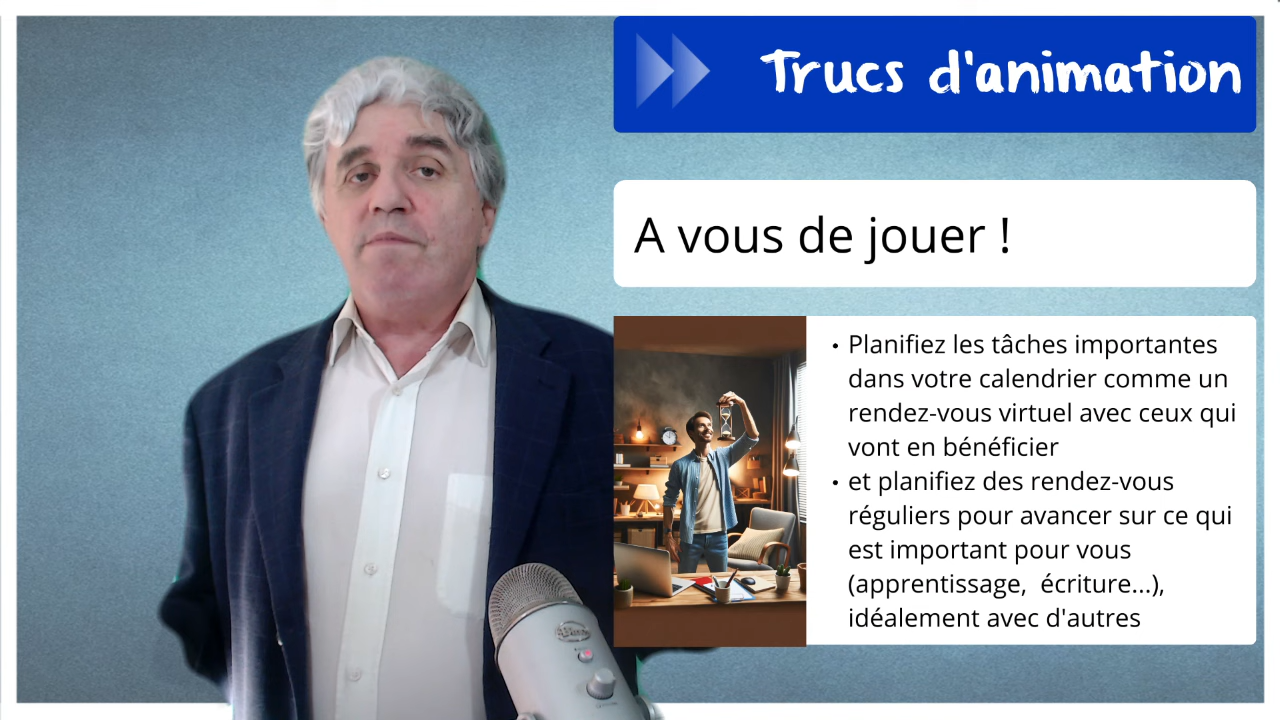 Trucs d'animation
A vous de jouer !
• Planifiez les tâches importantes
dans votre calendrier comme un
rendez-vous virtuel avec ceux qui
vont en bénéficier
• et planifiez des rendez-vous
réguliers pour avancer sur ce qui
est important pour vous
(apprentissage,  écriture...),
idéalement avec d'autres